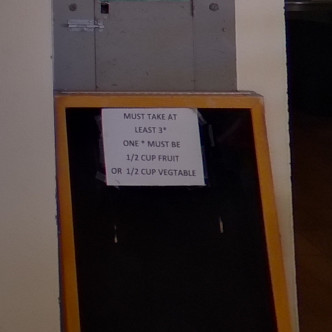 MUST TAKE AT
LEAST 3*
ONE * MUST BE
1/2 CUP FRUIT
OR 1/2 CUP VEGTABLE